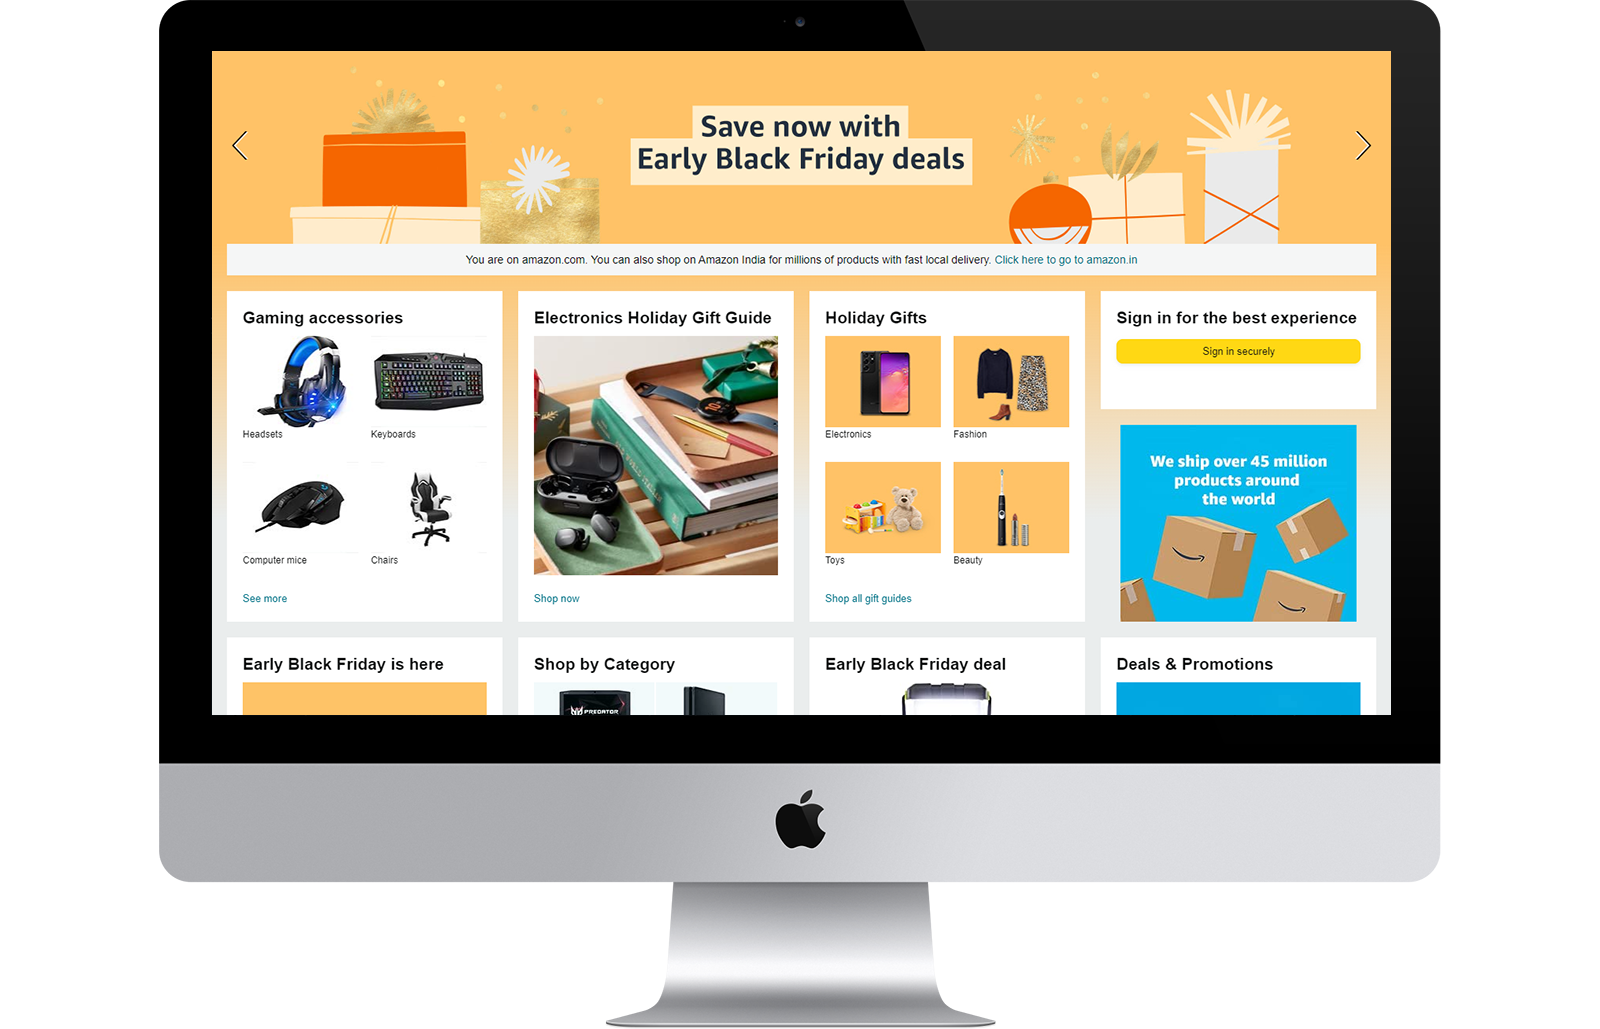 Save now with
Early Black Friday deals
You are on amazon.com. You can also shop on Amazon India for millions of products with fast local delivery. Click here to go to amazon.in
Gaming accessories
Headsets
Keyboards
Computer mice
Chairs
See more
Electronics Holiday Gift Guide
Shop now
Holiday Gifts
Electronics
Fashion
Toys
Beauty
Shop all gift guides
Sign in for the best experience
Sign in securely
We ship over 45 million
products around
the world
Early Black Friday is here
Shop by Category
PREDATOR
Early Black Friday deal
Deals & Promotions